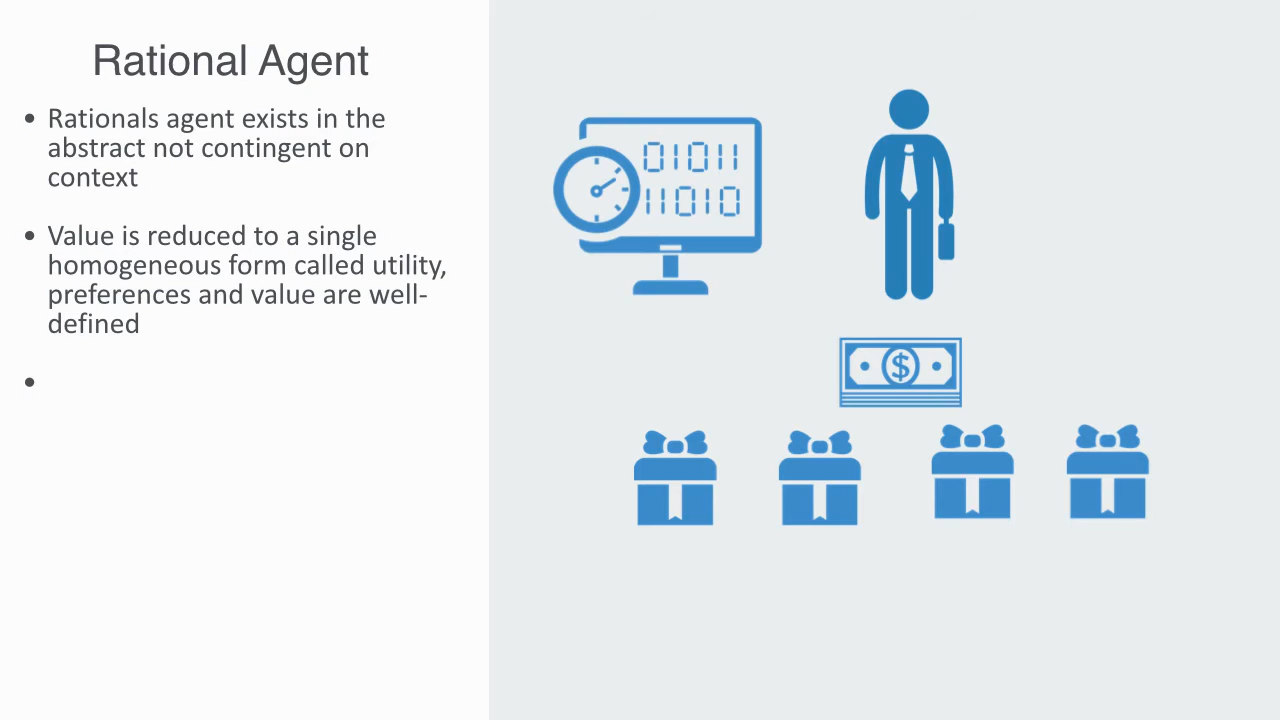 Rational Agent
• Rationals agent exists in the
abstract not contingent on
context
• Value is reduced to a single
homogeneous form called utility,
preferences and value are well-
defined
•
01011
11010
$